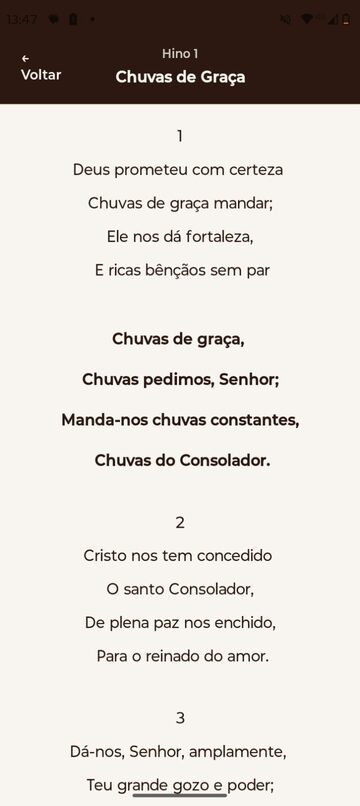 13:47
Hino 1
←
Voltar
Chuvas de Graça
1
Deus prometeu com certeza
Chuvas de graça mandar;
Ele nos dá fortaleza,
E ricas bênçãos sem par
Chuvas de graça,
Chuvas pedimos, Senhor;
Manda-nos chuvas constantes,
Chuvas do Consolador.
2
Cristo nos tem concedido
O santo Consolador,
De plena paz nos enchido,
Para o reinado do amor.
3
Dá-nos, Senhor, amplamente,
Teu grande gozo e poder;